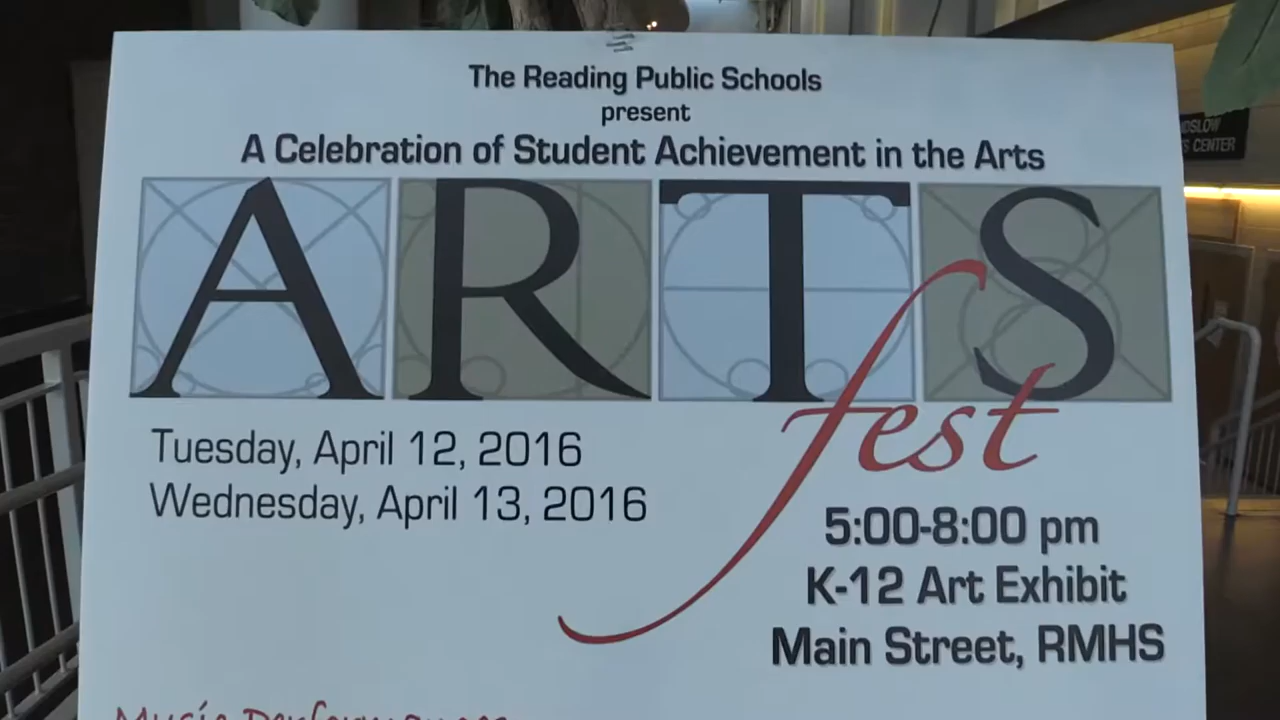 The Reading Public Schools
present
A Celebration of Student Achievement in the Arts
ARTS
fest
Tuesday, April 12, 2016
Wednesday, April 13, 2016
5:00-8:00 pm
K-12 Art Exhibit
Main Street, RMHS
CENTER